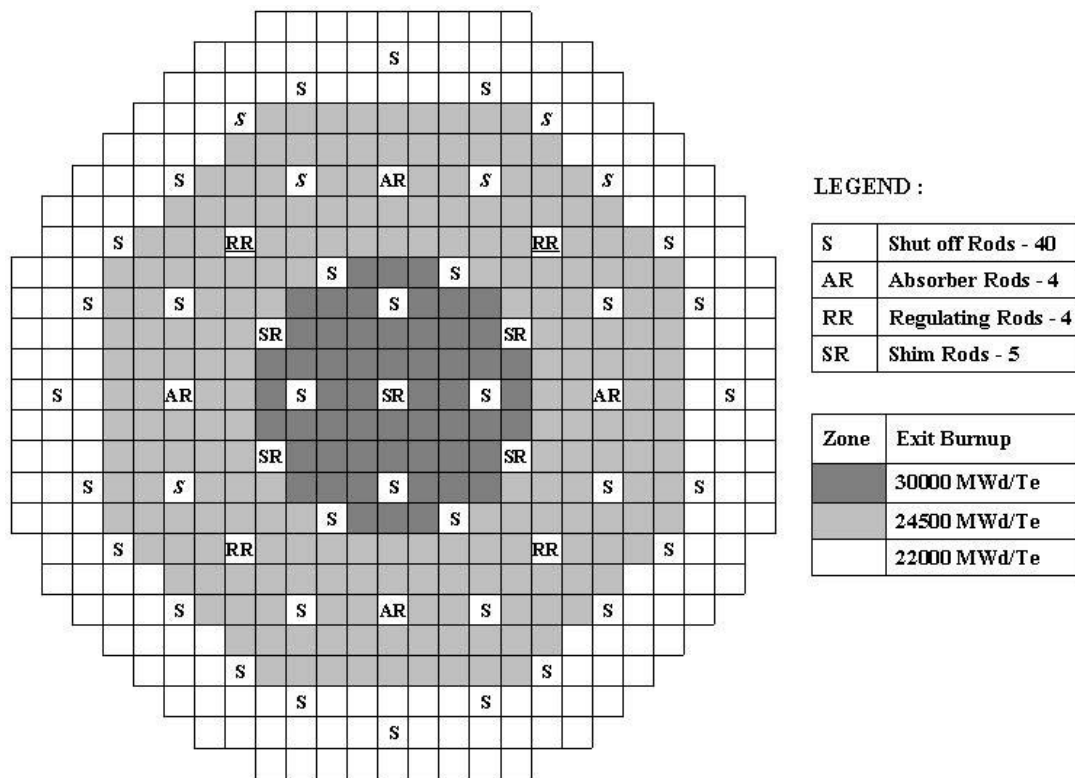 S
S S
S S
S S AR S S
S RR RR S
S S
S S S S S
SR SR
S AR S SR S AR S
SR SR
S S S S S
S S
S RR RR S
S S AR S S
S S
S S
S
LEGEND :
S Shut off Rods - 40
AR Absorber Rods - 4
RR Regulating Rods - 4
SR Shim Rods - 5
Zone Exit Burnup
30000 MWd/Te
24500 MWd/Te
22000 MWd/Te